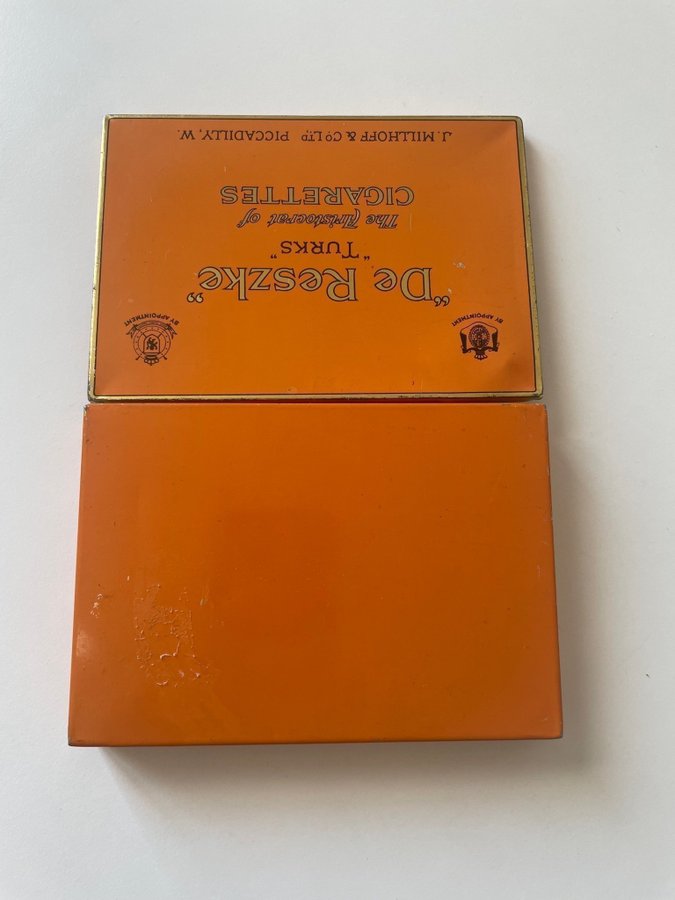 BY APPOINTMENT
BY APPOINTMENT
"De Reszke"
"TURKS"
The Aristocrat of
CIGARETTES
J. MILLHOFF & Co LTD PICCADILLY, W.